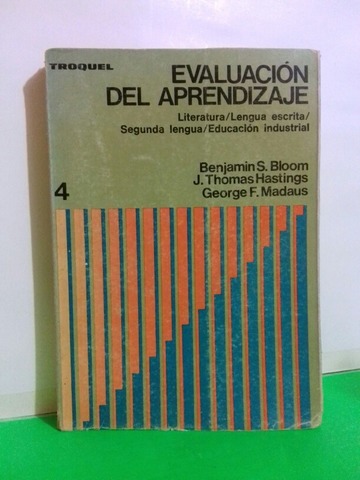 TROQUEL
EVALUACIÓN
DEL APRENDIZAJE
Literatura/Lengua escrita/
Segunda lengua/Educación industrial
Benjamin S. Bloom
J. Thomas Hastings
George F. Madaus
4